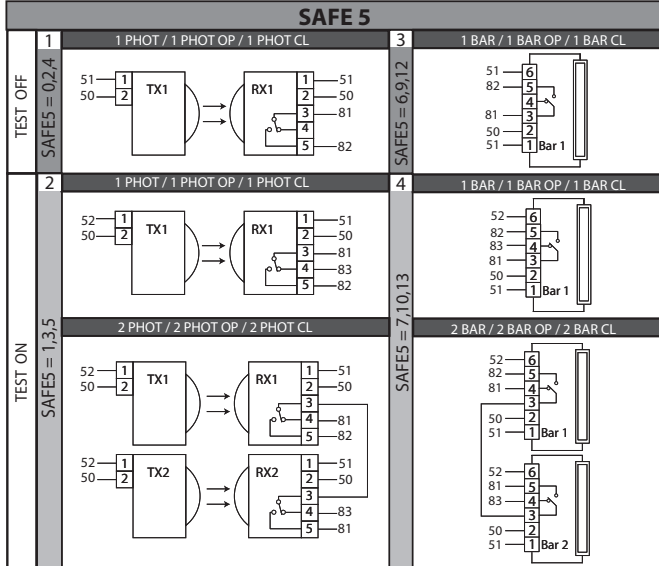 SAFE 5
TEST OFF
SAFE5 = 0,2,4
1
1 PHOT / 1 PHOT OP / 1 PHOT CL
51 1 TX1 RX1 1 51
50 2 2 50
3 81
4
5 82
SAFE5 = 6,9,12
3
1 BAR / 1 BAR OP / 1 BAR CL
51 6
82 5
4
81 3
50 2
51 1 Bar 1
TEST ON
SAFE5 = 1,3,5
2
1 PHOT / 1 PHOT OP / 1 PHOT CL
52 1 TX1 RX1 1 51
50 2 2 50
3 81
4 83
5 82
2 PHOT / 2 PHOT OP / 2 PHOT CL
52 1 TX1 RX1 1 51
50 2 2 50
3
4 81
5 82
52 1 TX2 RX2 1 51
50 2 2 50
3
4 83
5 81
SAFE5 = 7,10,13
4
1 BAR / 1 BAR OP / 1 BAR CL
52 6
82 5
83 4
81 3
50 2
51 1 Bar 1
2 BAR / 2 BAR OP / 2 BAR CL
52 6
82 5
81 4
3
50 2
51 1 Bar 1
52 6
81 5
83 4
3
50 2
51 1 Bar 2